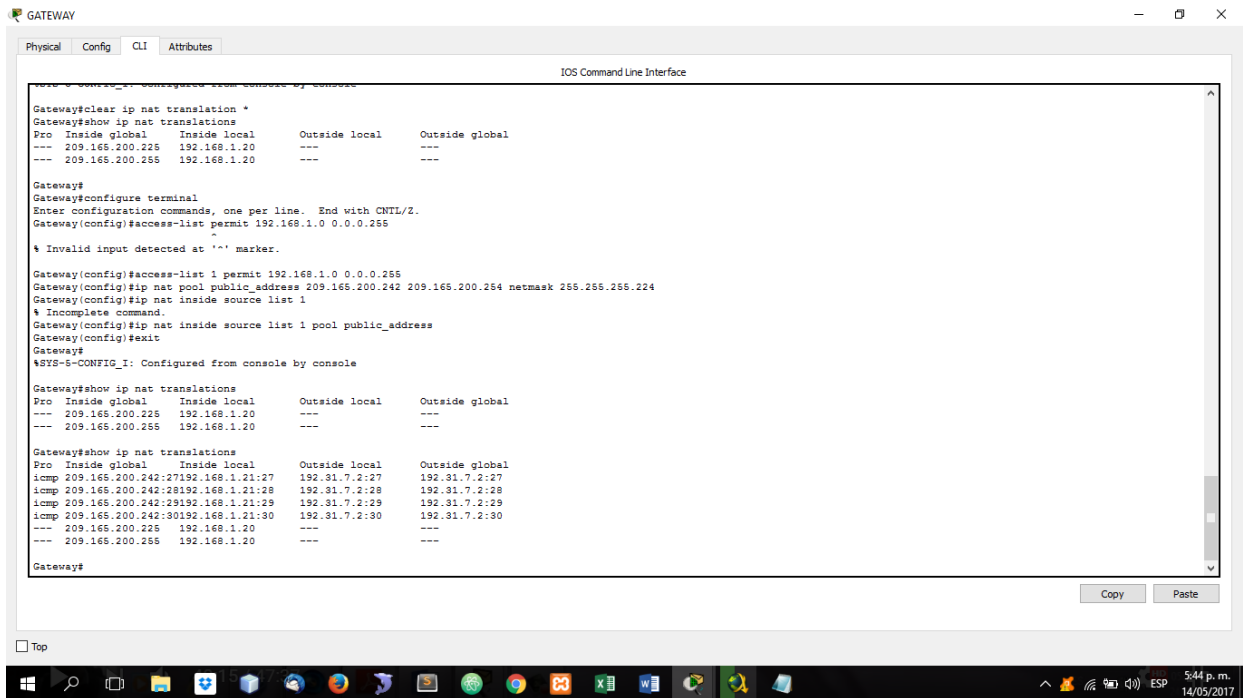 GATEWAY
Physical Config CLI Attributes
IOS Command Line Interface
%SYS-5-CONFIG_I: Configured from console by console
Gateway#clear ip nat translation *
Gateway#show ip nat translations
Pro Inside global Inside local Outside local Outside global
--- 209.165.200.225 192.168.1.20 --- ---
--- 209.165.200.255 192.168.1.20 --- ---
Gateway#
Gateway#configure terminal
Enter configuration commands, one per line. End with CNTL/Z.
Gateway(config)#access-list permit 192.168.1.0 0.0.0.255
^
% Invalid input detected at '^' marker.
Gateway(config)#access-list 1 permit 192.168.1.0 0.0.0.255
Gateway(config)#ip nat pool public_address 209.165.200.242 209.165.200.254 netmask 255.255.255.224
Gateway(config)#ip nat inside source list 1
% Incomplete command.
Gateway(config)#ip nat inside source list 1 pool public_address
Gateway(config)#exit
Gateway#
%SYS-5-CONFIG_I: Configured from console by console
Gateway#show ip nat translations
Pro Inside global Inside local Outside local Outside global
--- 209.165.200.225 192.168.1.20 --- ---
--- 209.165.200.255 192.168.1.20 --- ---
Gateway#show ip nat translations
Pro Inside global Inside local Outside local Outside global
icmp 209.165.200.242:27192.168.1.21:27 192.31.7.2:27 192.31.7.2:27
icmp 209.165.200.242:28192.168.1.21:28 192.31.7.2:28 192.31.7.2:28
icmp 209.165.200.242:29192.168.1.21:29 192.31.7.2:29 192.31.7.2:29
icmp 209.165.200.242:30192.168.1.21:30 192.31.7.2:30 192.31.7.2:30
--- 209.165.200.225 192.168.1.20 --- ---
--- 209.165.200.255 192.168.1.20 --- ---
Gateway#
Copy Paste
Top
ESP 5:44 p. m.
14/05/2017